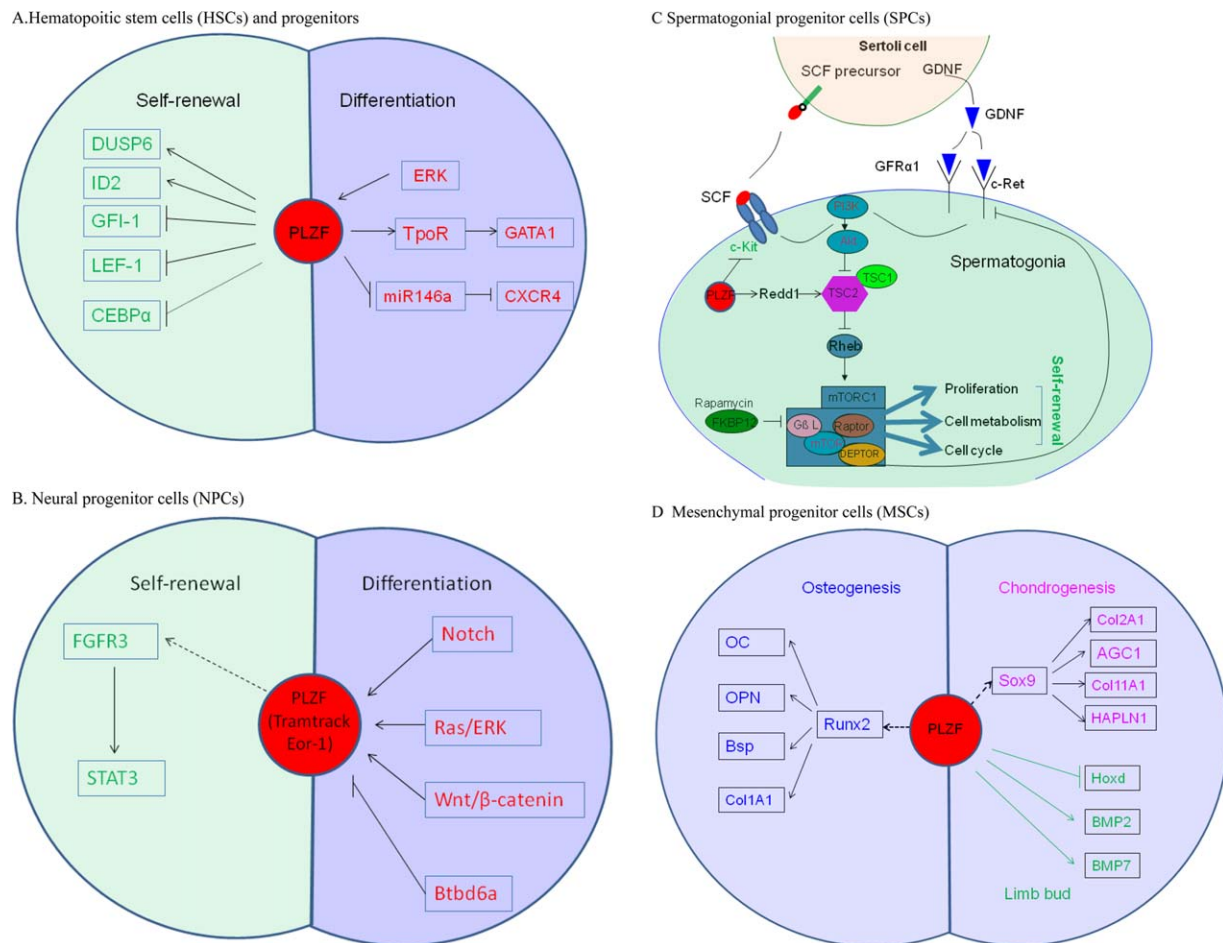 A.Hematopoitic stem cells (HSCs) and progenitors
Self-renewal
Differentiation
DUSP6
ID2
GFI-1
LEF-1
CEBPα
PLZF
ERK
TpoR
GATA1
miR146a
CXCR4
B. Neural progenitor cells (NPCs)
Self-renewal
Differentiation
FGFR3
STAT3
PLZF
(Tramtrack
Eor-1)
Notch
Ras/ERK
Wnt/β-catenin
Btbd6a
C Spermatogonial progenitor cells (SPCs)
Sertoli cell
SCF precursor
GDNF
GDNF
GFRα1
c-Ret
SCF
c-Kit
PI3K
Akt
Spermatogonia
TSC1
PLZF
Redd1
TSC2
Rheb
mTORC1
Rapamycin
FKBP12
Gß L
Raptor
mTOR
DEPTOR
Proliferation
Cell metabolism
Cell cycle
Self-renewal
D Mesenchymal progenitor cells (MSCs)
Osteogenesis
Chondrogenesis
OC
OPN
Bsp
Col1A1
Runx2
PLZF
Sox9
Col2A1
AGC1
Col11A1
HAPLN1
Hoxd
BMP2
BMP7
Limb bud